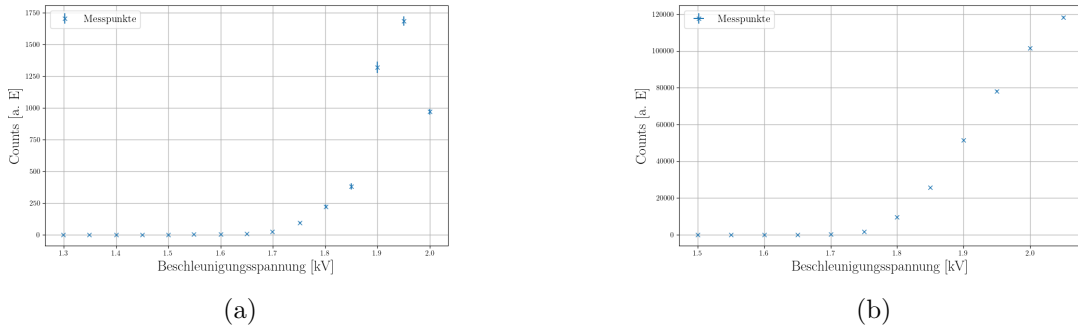 Messpunkte
1750
1500
1250
1000
750
500
250
0
Counts [a. E]
1.3 1.4 1.5 1.6 1.7 1.8 1.9 2.0
Beschleunigungsspannung [kV]
(a)
Messpunkte
120000
100000
80000
60000
40000
20000
0
Counts [a. E]
1.5 1.6 1.7 1.8 1.9 2.0
Beschleunigungsspannung [kV]
(b)